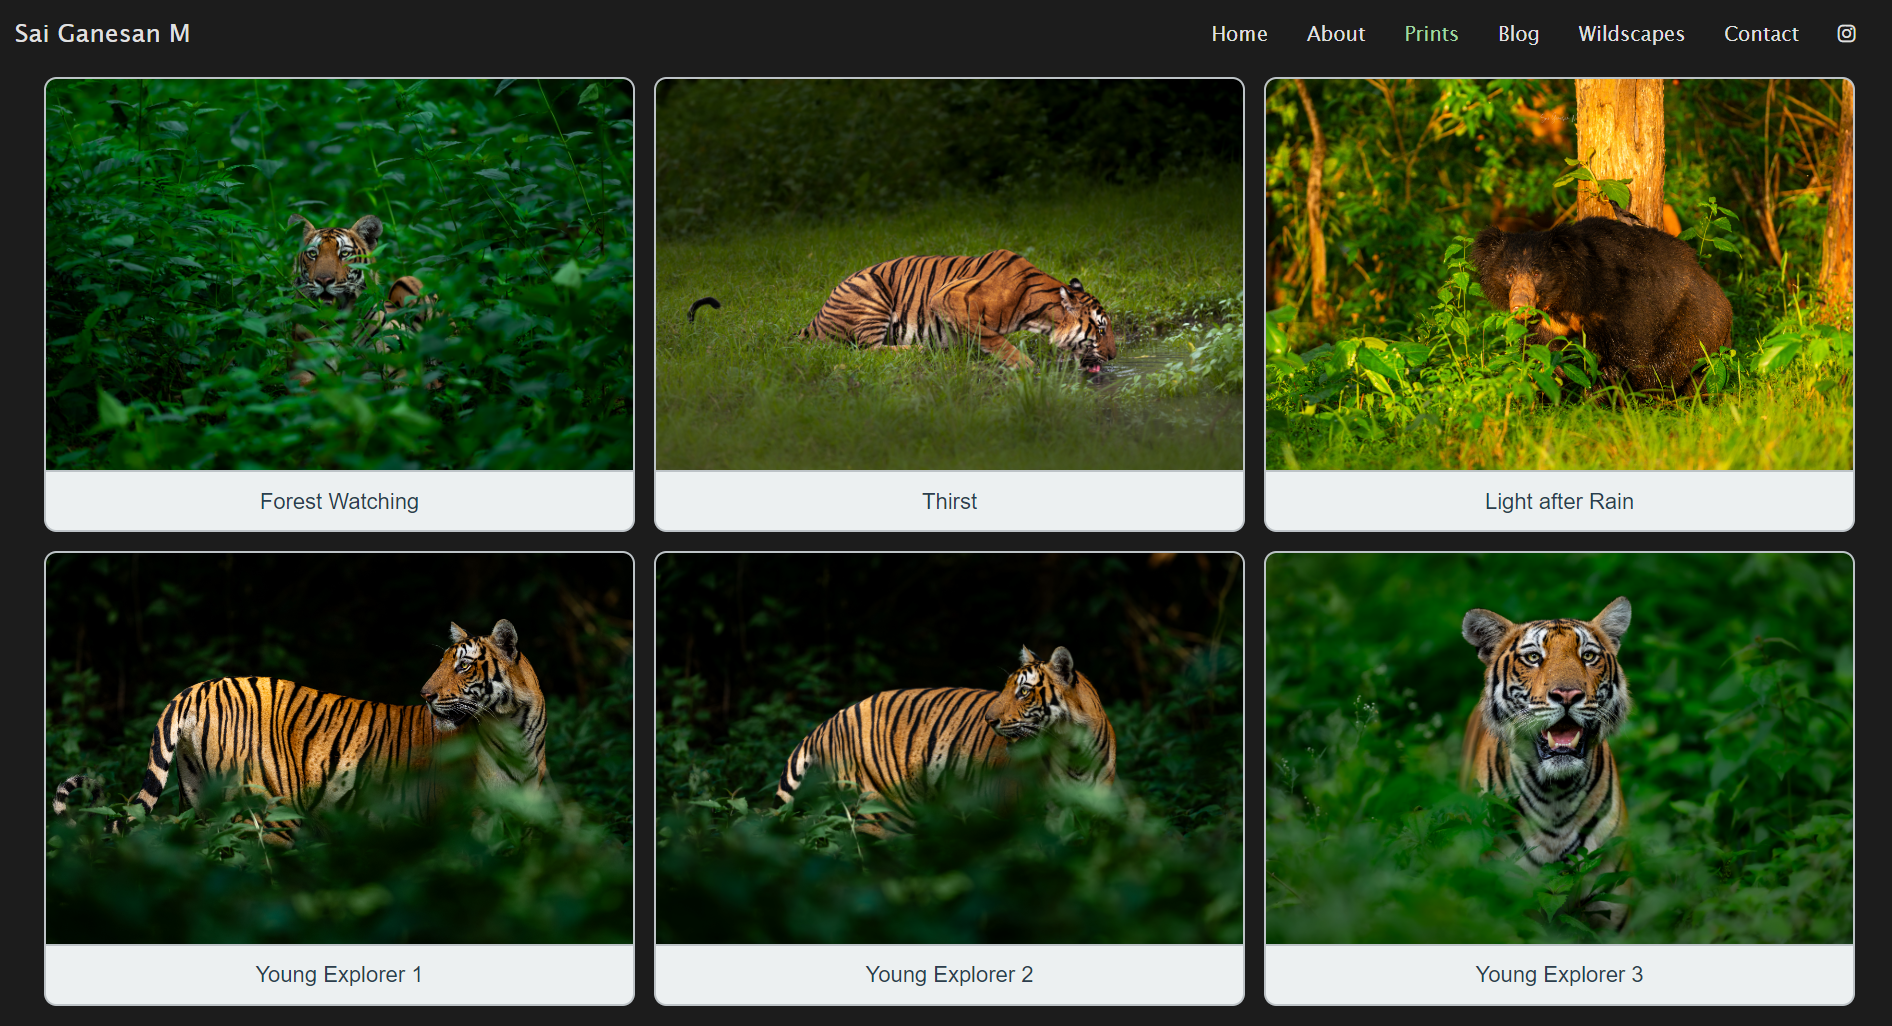 Sai Ganesan M
Home About Prints Blog Wildscapes Contact
Forest Watching
Thirst
Light after Rain
Young Explorer 1
Young Explorer 2
Young Explorer 3